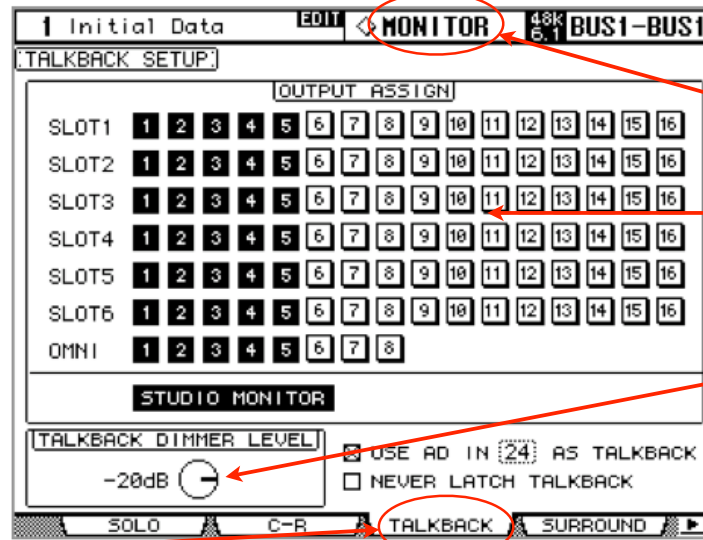 1 Initial Data EDIT MONITOR 48k 6.1 BUS1-BUS1
TALKBACK SETUP
OUTPUT ASSIGN
SLOT1 1 2 3 4 5 6 7 8 9 10 11 12 13 14 15 16
SLOT2 1 2 3 4 5 6 7 8 9 10 11 12 13 14 15 16
SLOT3 1 2 3 4 5 6 7 8 9 10 11 12 13 14 15 16
SLOT4 1 2 3 4 5 6 7 8 9 10 11 12 13 14 15 16
SLOT5 1 2 3 4 5 6 7 8 9 10 11 12 13 14 15 16
SLOT6 1 2 3 4 5 6 7 8 9 10 11 12 13 14 15 16
OMNI 1 2 3 4 5 6 7 8
STUDIO MONITOR
TALKBACK DIMMER LEVEL
-20dB
USE AD IN 24 AS TALKBACK
NEVER LATCH TALKBACK
SOLO C-R TALKBACK SURROUND